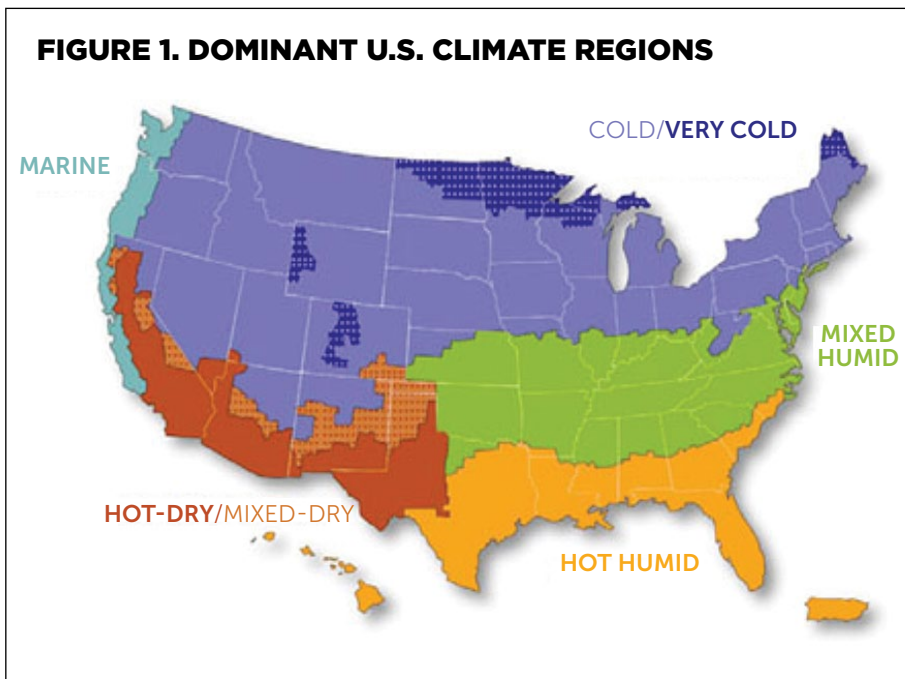 FIGURE 1. DOMINANT U.S. CLIMATE REGIONS
COLD/VERY COLD
MARINE
MIXED
HUMID
HOT-DRY/MIXED-DRY
HOT HUMID